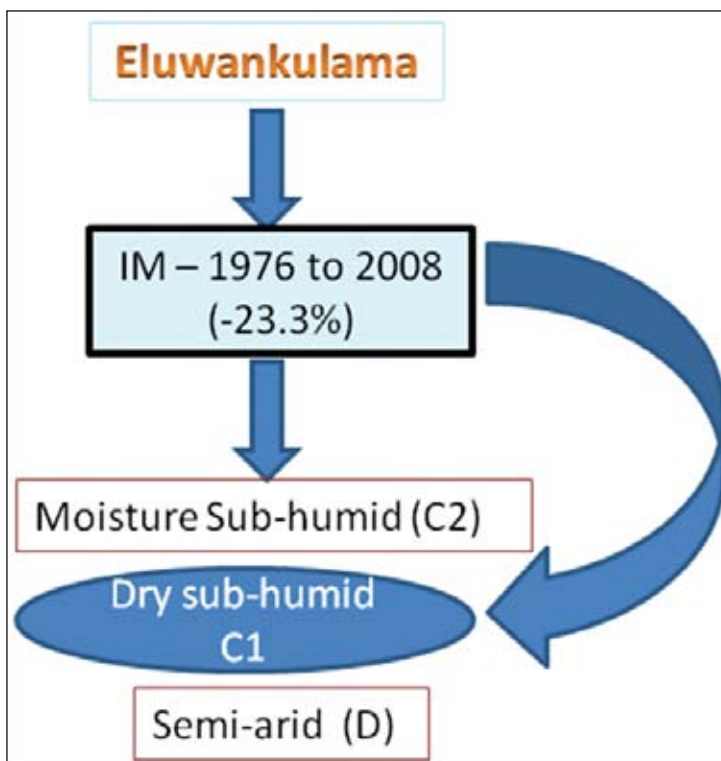 Eluwankulama
IM – 1976 to 2008
(-23.3%)
Moisture Sub-humid (C2)
Dry sub-humid
C1
Semi-arid (D)